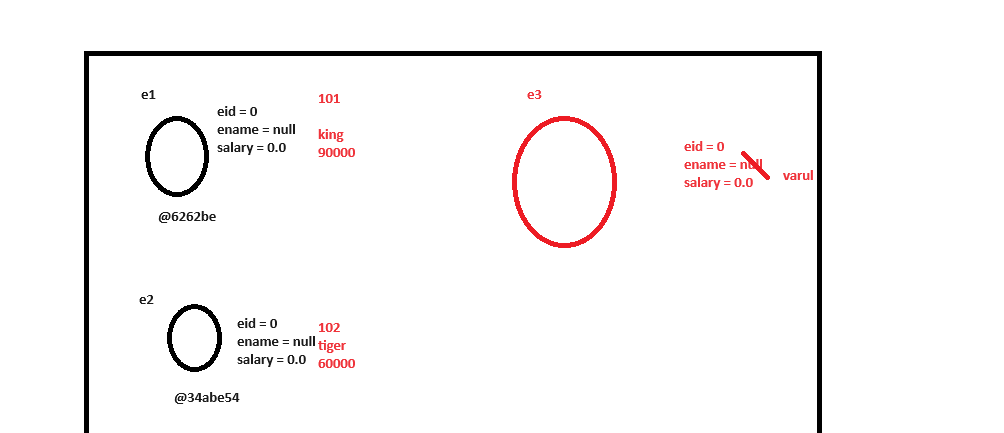 e1
eid = 0
ename = null
salary = 0.0
101
king
90000
@6262be
e3
eid = 0
ename = null
salary = 0.0
varul
e2
eid = 0
ename = null
salary = 0.0
102
tiger
60000
@34abe54